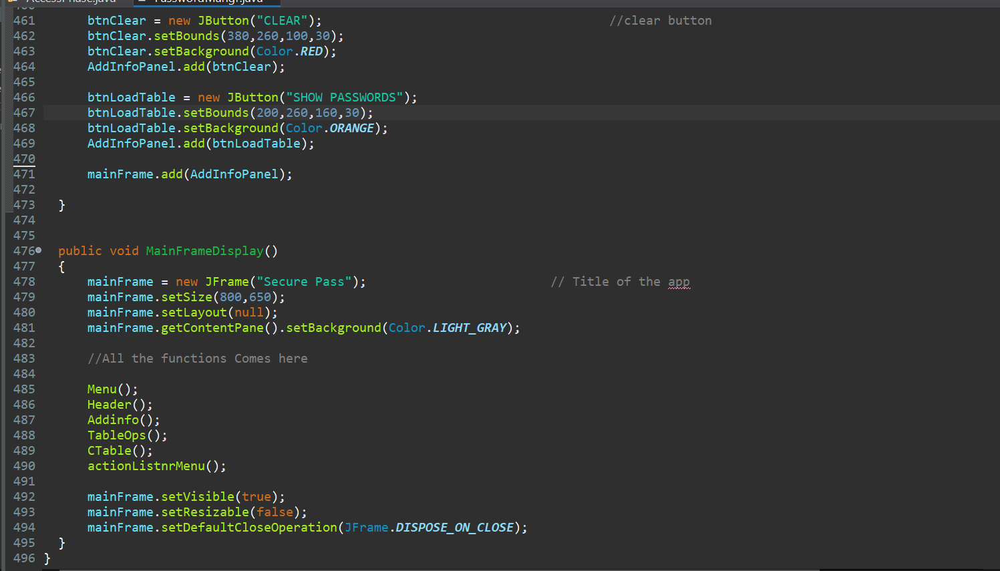 AccessPhase.java PasswordMangr.java
460
461 btnClear = new JButton("CLEAR"); //clear button
462 btnClear.setBounds(380,260,100,30);
463 btnClear.setBackground(Color.RED);
464 AddInfoPanel.add(btnClear);
465
466 btnLoadTable = new JButton("SHOW PASSWORDS");
467 btnLoadTable.setBounds(200,260,160,30);
468 btnLoadTable.setBackground(Color.ORANGE);
469 AddInfoPanel.add(btnLoadTable);
470
471 mainFrame.add(AddInfoPanel);
472
473 }
474
475
476 public void MainFrameDisplay()
477 {
478 mainFrame = new JFrame("Secure Pass"); // Title of the app
479 mainFrame.setSize(800,650);
480 mainFrame.setLayout(null);
481 mainFrame.getContentPane().setBackground(Color.LIGHT_GRAY);
482
483 //All the functions Comes here
484
485 Menu();
486 Header();
487 Addinfo();
488 TableOps();
489 CTable();
490 actionListnrMenu();
491
492 mainFrame.setVisible(true);
493 mainFrame.setResizable(false);
494 mainFrame.setDefaultCloseOperation(JFrame.DISPOSE_ON_CLOSE);
495 }
496 }